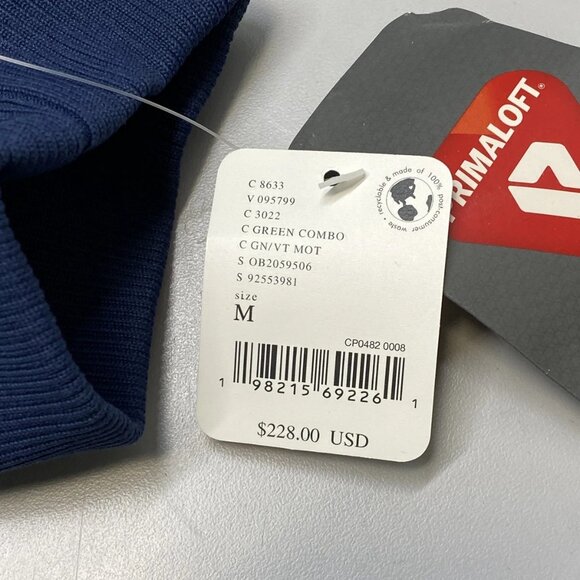 PRIMALOFT®
recyclable & made of 100% post-consumer waste •
C 8633
V 095799
C 3022
C GREEN COMBO
C GN/VT MOT
S OB2059506
S 92553981
size
M
CP0482 0008
1 98215 69226 1
$228.00 USD